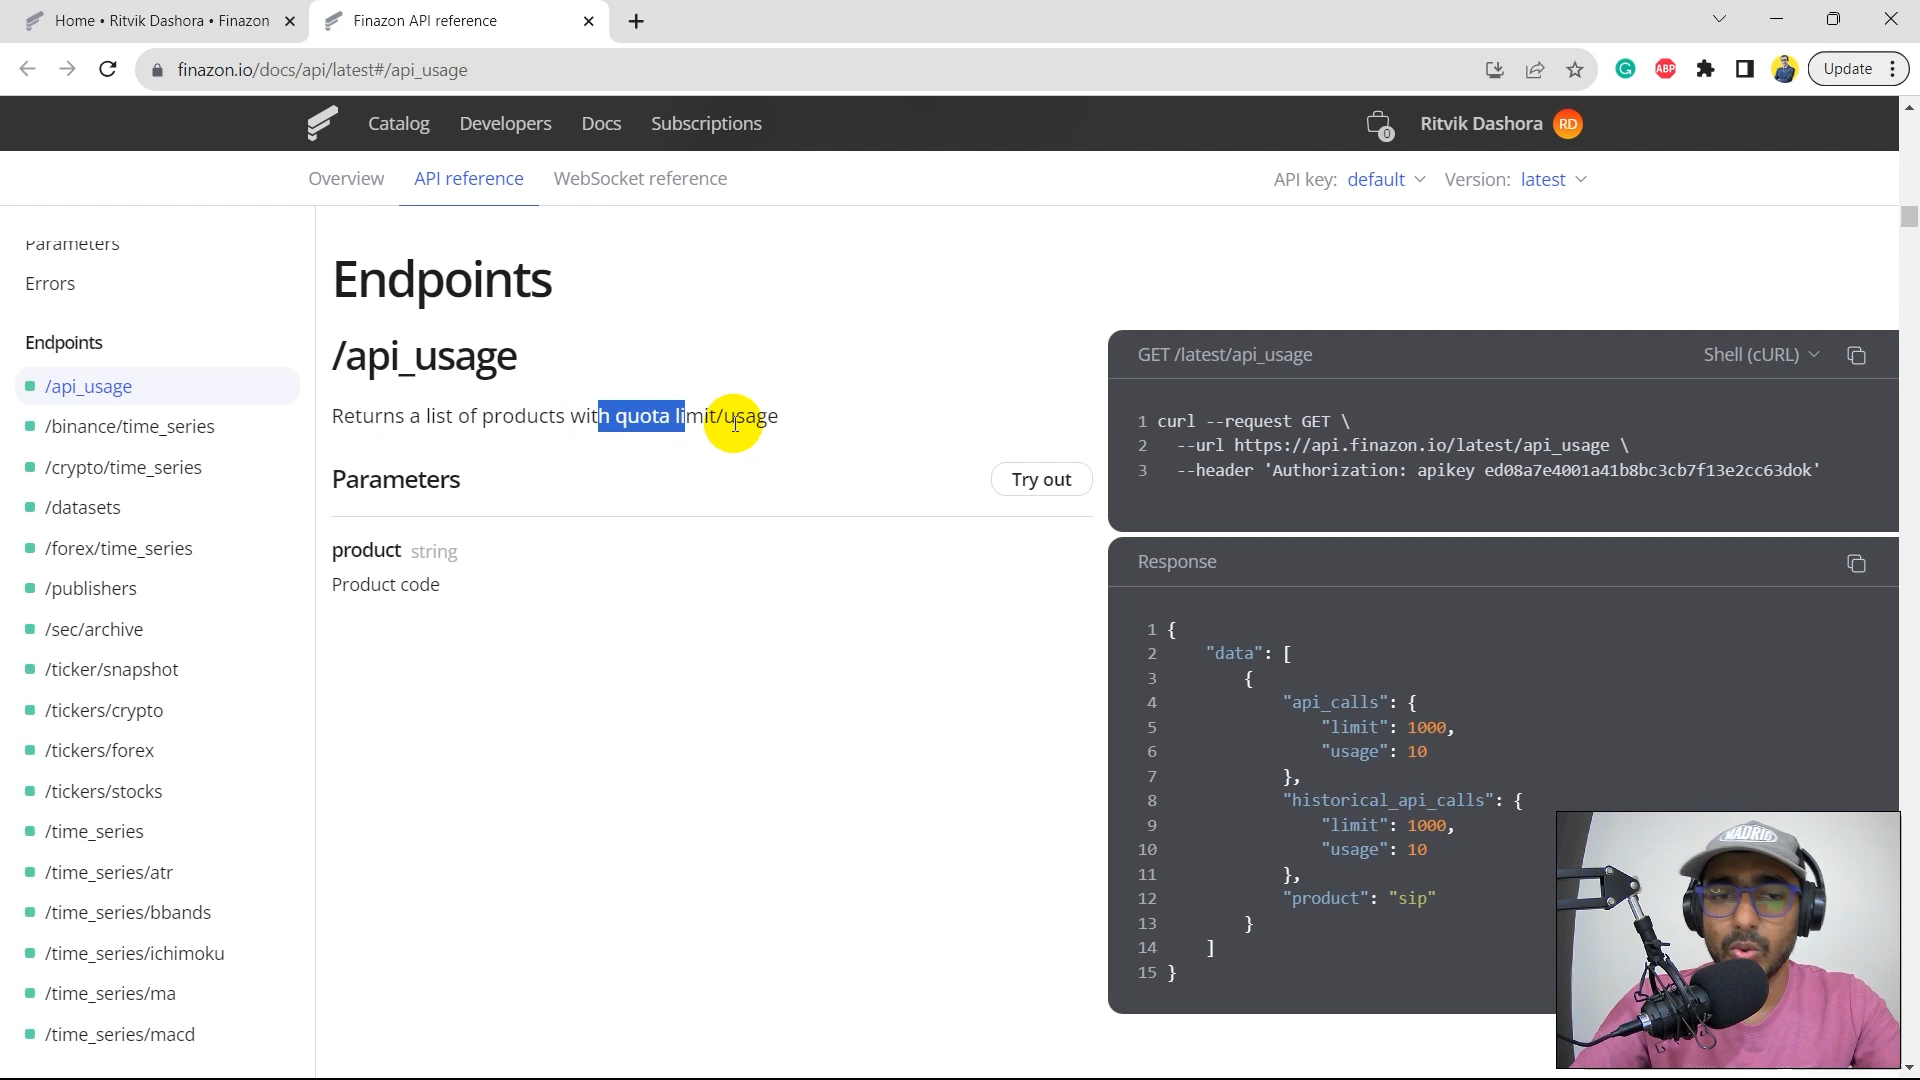 Home • Ritvik Dashora • Finazon
Finazon API reference
finazon.io/docs/api/latest#/api_usage
ABP
Update
Catalog
Developers
Docs
Subscriptions
0
Ritvik Dashora
RD
Overview
API reference
WebSocket reference
API key: default
Version: latest
Parameters
Errors
Endpoints
/api_usage
/binance/time_series
/crypto/time_series
/datasets
/forex/time_series
/publishers
/sec/archive
/ticker/snapshot
/tickers/crypto
/tickers/forex
/tickers/stocks
/time_series
/time_series/atr
/time_series/bbands
/time_series/ichimoku
/time_series/ma
/time_series/macd
Endpoints
/api_usage
Returns a list of products with quota limit/usage
Parameters
Try out
product string
Product code
GET /latest/api_usage
Shell (cURL)
1 curl --request GET \
2 --url https://api.finazon.io/latest/api_usage \
3 --header 'Authorization: apikey ed08a7e4001a41b8bc3cb7f13e2cc63dok'
Response
1 {
2 "data": [
3 {
4 "api_calls": {
5 "limit": 1000,
6 "usage": 10
7 },
8 "historical_api_calls": {
9 "limit": 1000,
10 "usage": 10
11 },
12 "product": "sip"
13 }
14 ]
15 }
MADRID